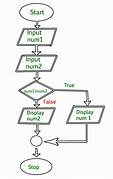 Start
Input
num1
Input
num2
num1>num2
True
False
Display
num2
Display
num 1
Stop